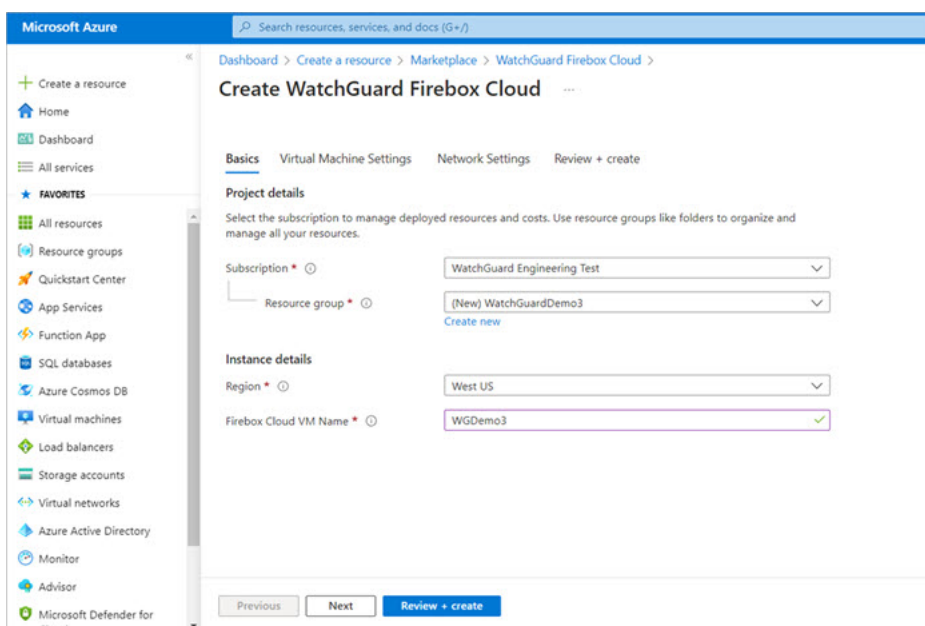 Microsoft Azure
Search resources, services, and docs (G+/)
Create a resource
Home
Dashboard
All services
FAVORITES
All resources
Resource groups
Quickstart Center
App Services
Function App
SQL databases
Azure Cosmos DB
Virtual machines
Load balancers
Storage accounts
Virtual networks
Azure Active Directory
Monitor
Advisor
Microsoft Defender for
Dashboard > Create a resource > Marketplace > WatchGuard Firebox Cloud >
Create WatchGuard Firebox Cloud ...
Basics Virtual Machine Settings Network Settings Review + create
Project details
Select the subscription to manage deployed resources and costs. Use resource groups like folders to organize and
manage all your resources.
Subscription * WatchGuard Engineering Test
Resource group * (New) WatchGuardDemo3
Create new
Instance details
Region * West US
Firebox Cloud VM Name * WGDemo3
Previous Next Review + create